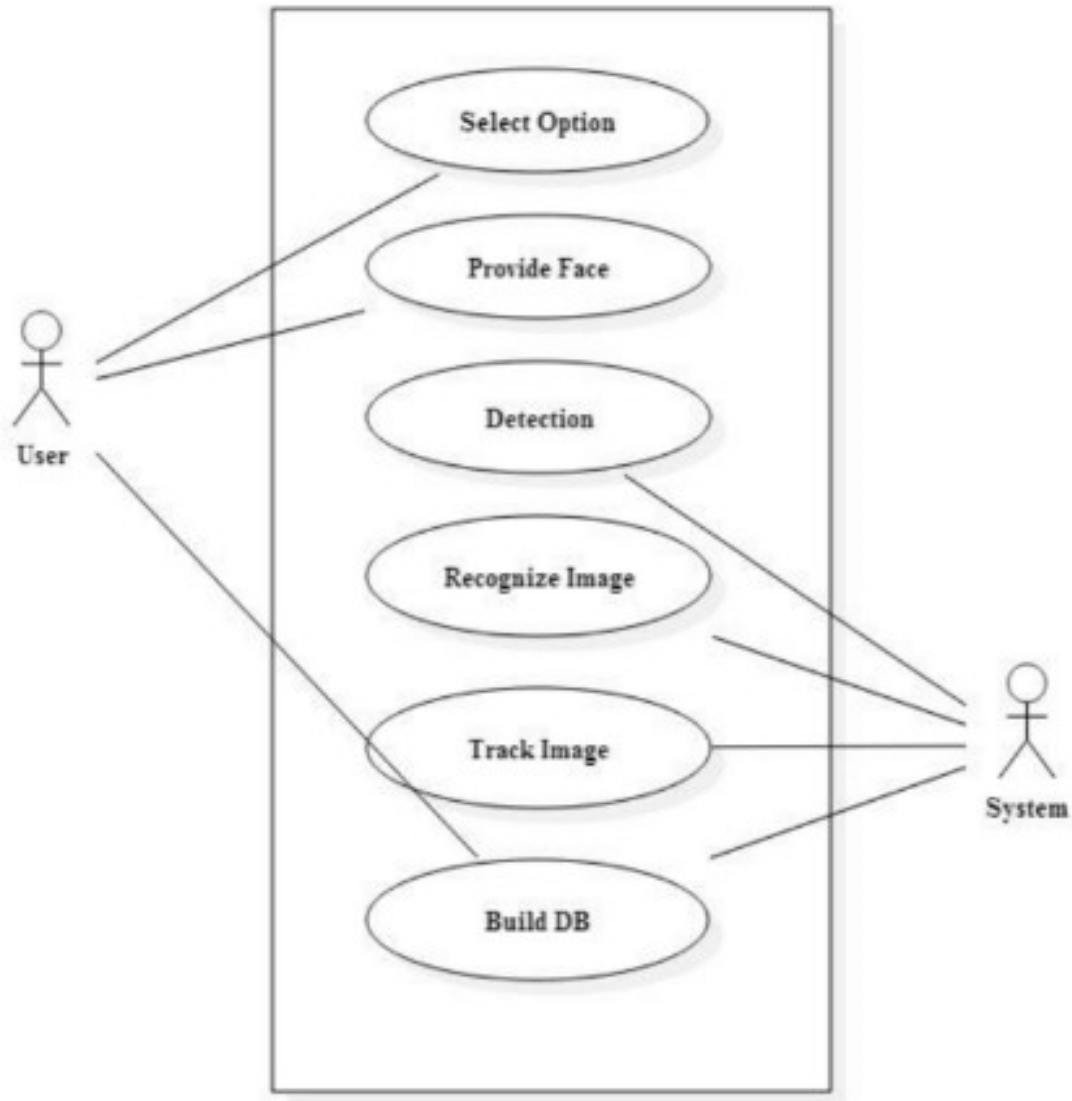 Select Option
Provide Face
Detection
User
Recognize Image
Track Image
System
Build DB